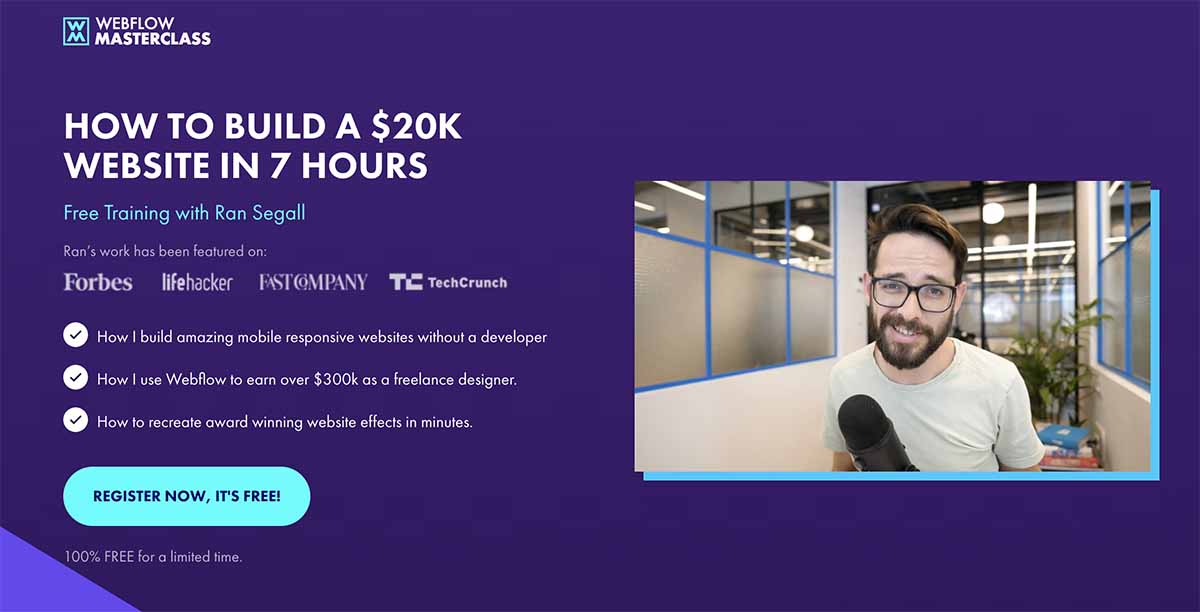 WEBFLOW
MASTERCLASS
HOW TO BUILD A $20K
WEBSITE IN 7 HOURS
Free Training with Ran Segall
Ran's work has been featured on:
Forbes lifehacker FAST COMPANY TC TechCrunch
How I build amazing mobile responsive websites without a developer
How I use Webflow to earn over $300k as a freelance designer.
How to recreate award winning website effects in minutes.
REGISTER NOW, IT'S FREE!
100% FREE for a limited time.